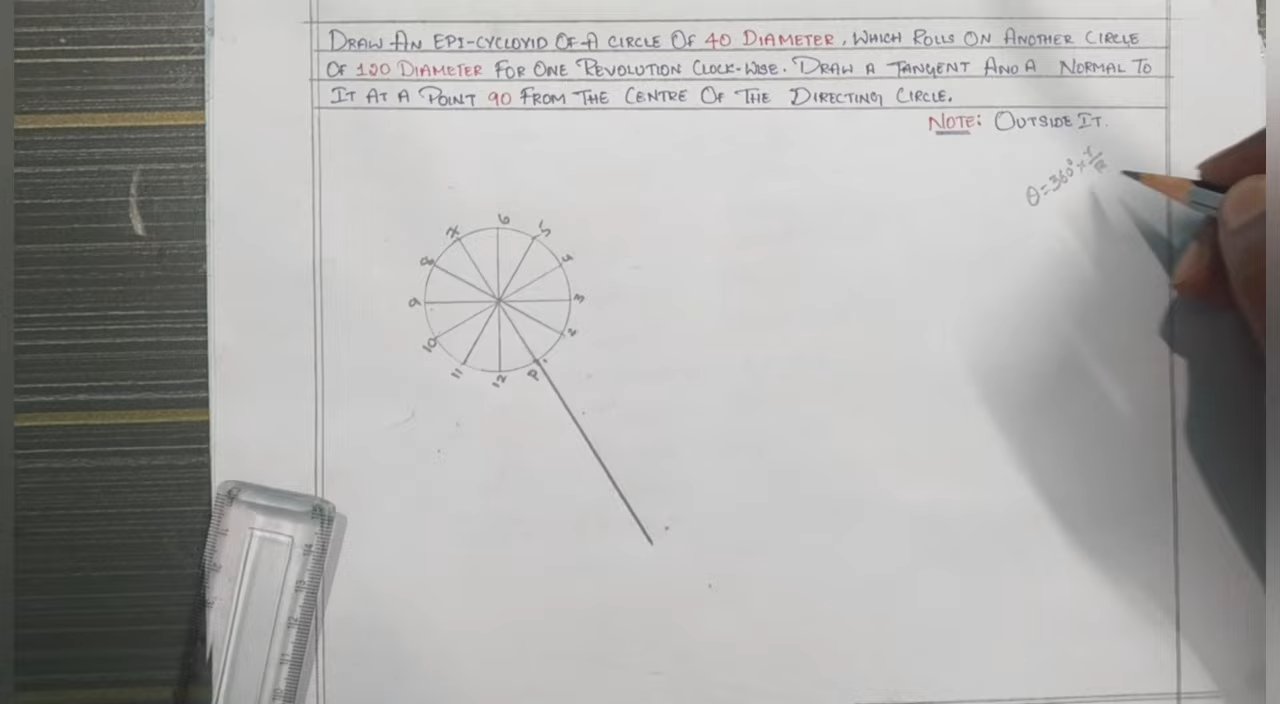 DRAW AN EPI-CYCLOYID OF A CIRCLE OF 40 DIAMETER, WHICH ROLLS ON ANOTHER CIRCLE
OF 120 DIAMETER FOR ONE REVOLUTION CLOCK-WISE. DRAW A TANGENT AND A NORMAL TO
IT AT A POINT 90 FROM THE CENTRE OF THE DIRECTING CIRCLE.
NOTE: OUTSIDE IT.
θ=360°×r/R
6
7
5
8
4
9
3
10
2
11
12
P